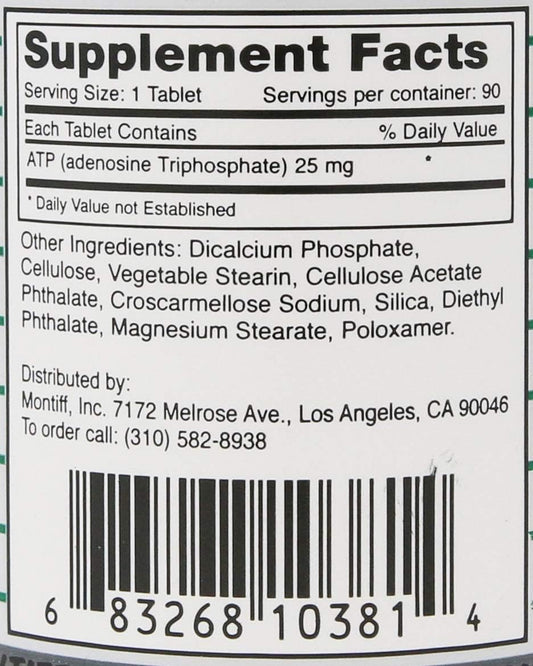 Supplement Facts
Serving Size: 1 Tablet Servings per container: 90
Each Tablet Contains % Daily Value
ATP (adenosine Triphosphate) 25 mg *
* Daily Value not Established
Other Ingredients: Dicalcium Phosphate,
Cellulose, Vegetable Stearin, Cellulose Acetate
Phthalate, Croscarmellose Sodium, Silica, Diethyl
Phthalate, Magnesium Stearate, Poloxamer.
Distributed by:
Montiff, Inc. 7172 Melrose Ave., Los Angeles, CA 90046
To order call: (310) 582-8938
6 83268 10381 4